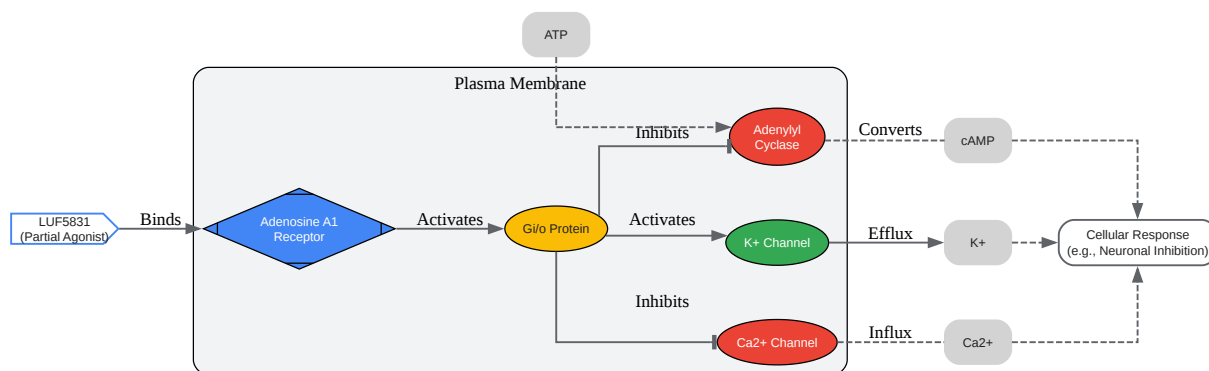 ATP
Plasma Membrane
Inhibits
Adenylyl
Cyclase
Converts
cAMP
LUF5831
(Partial Agonist)
Binds
Adenosine A1
Receptor
Activates
Gi/o Protein
Activates
K+ Channel
Efflux
K+
Cellular Response
(e.g., Neuronal Inhibition)
Inhibits
Ca2+ Channel
Influx
Ca2+